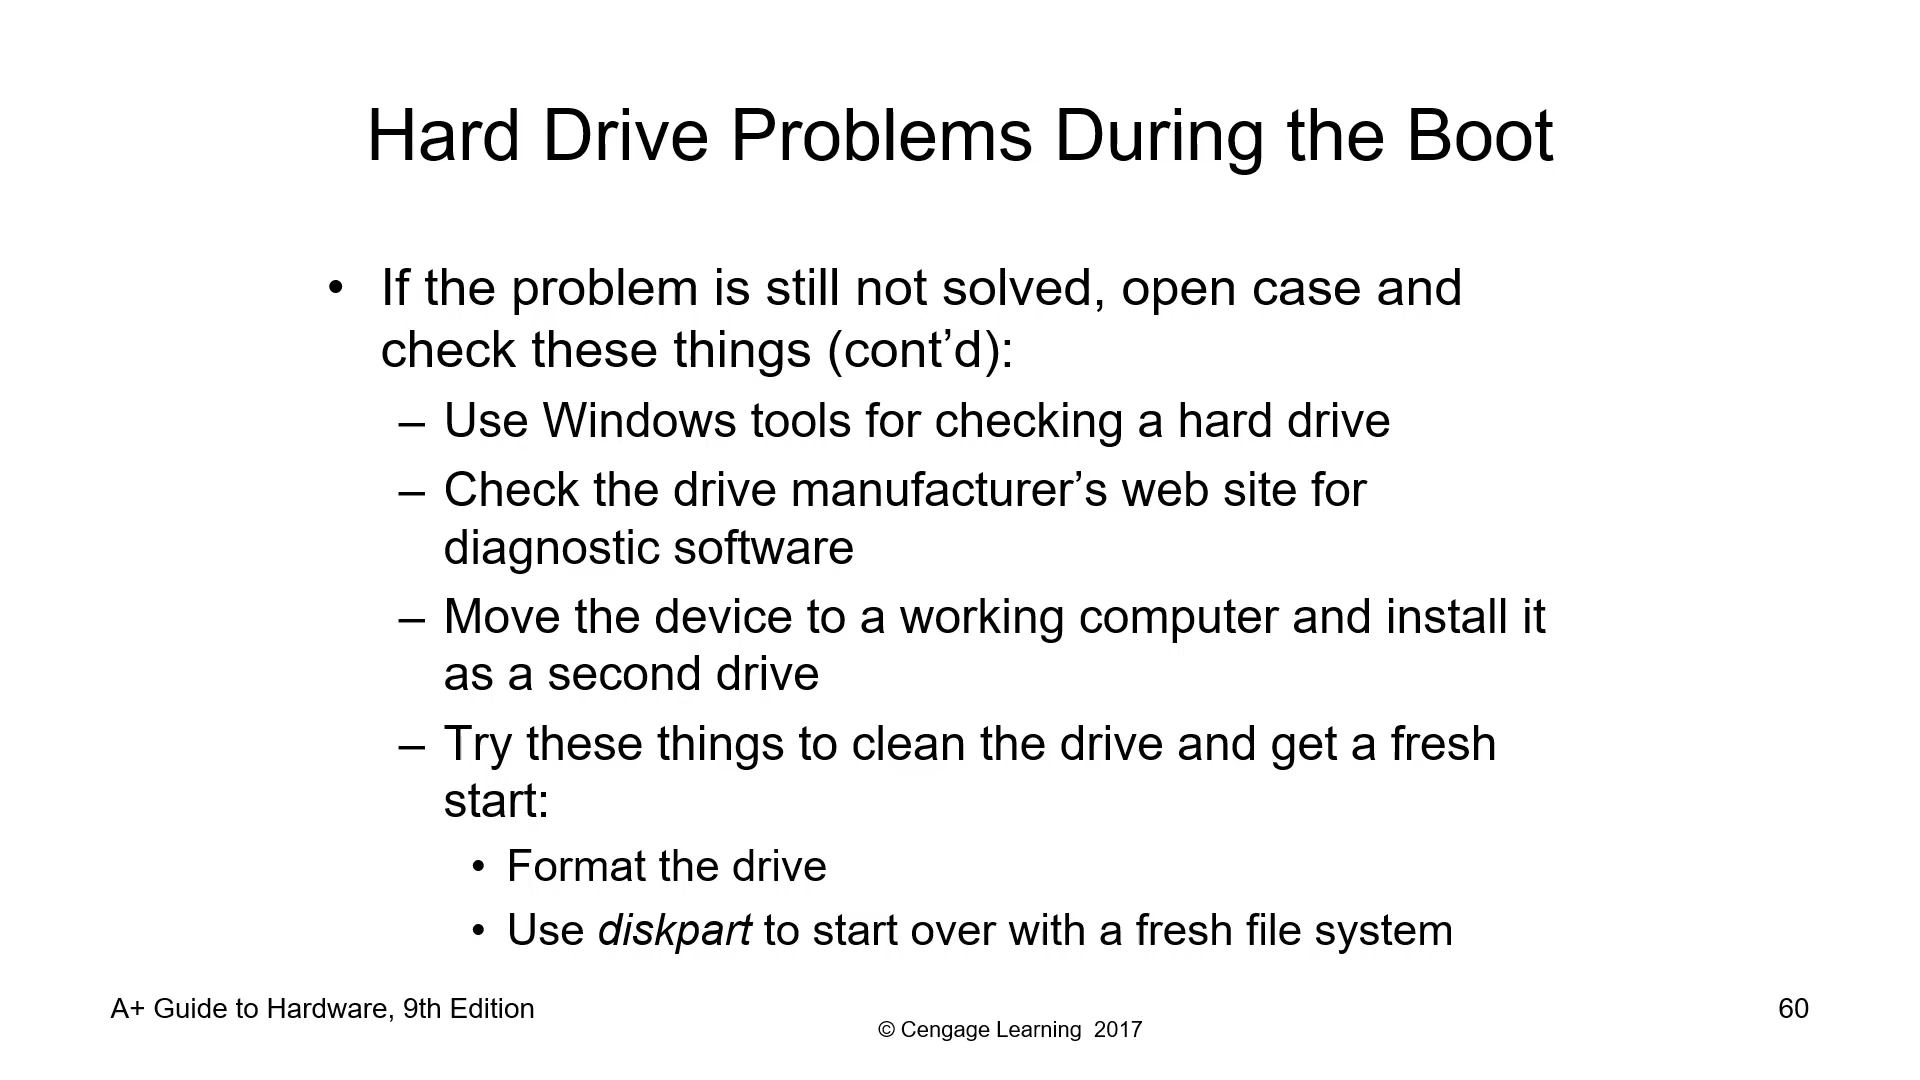 Hard Drive Problems During the Boot
• If the problem is still not solved, open case and
check these things (cont’d):
– Use Windows tools for checking a hard drive
– Check the drive manufacturer’s web site for
diagnostic software
– Move the device to a working computer and install it
as a second drive
– Try these things to clean the drive and get a fresh
start:
• Format the drive
• Use diskpart to start over with a fresh file system
A+ Guide to Hardware, 9th Edition
© Cengage Learning 2017
60